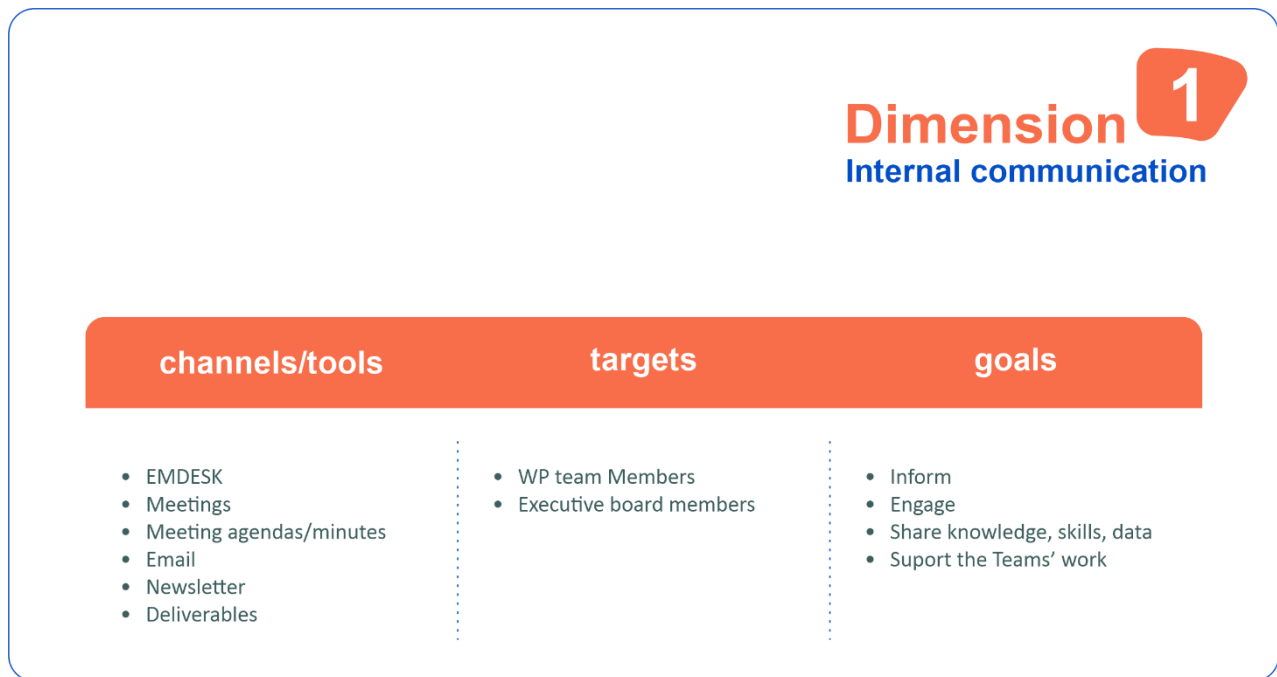 1
Dimension
Internal communication
channels/tools
targets
goals
• EMDESK
• Meetings
• Meeting agendas/minutes
• Email
• Newsletter
• Deliverables
• WP team Members
• Executive board members
• Inform
• Engage
• Share knowledge, skills, data
• Suport the Teams’ work